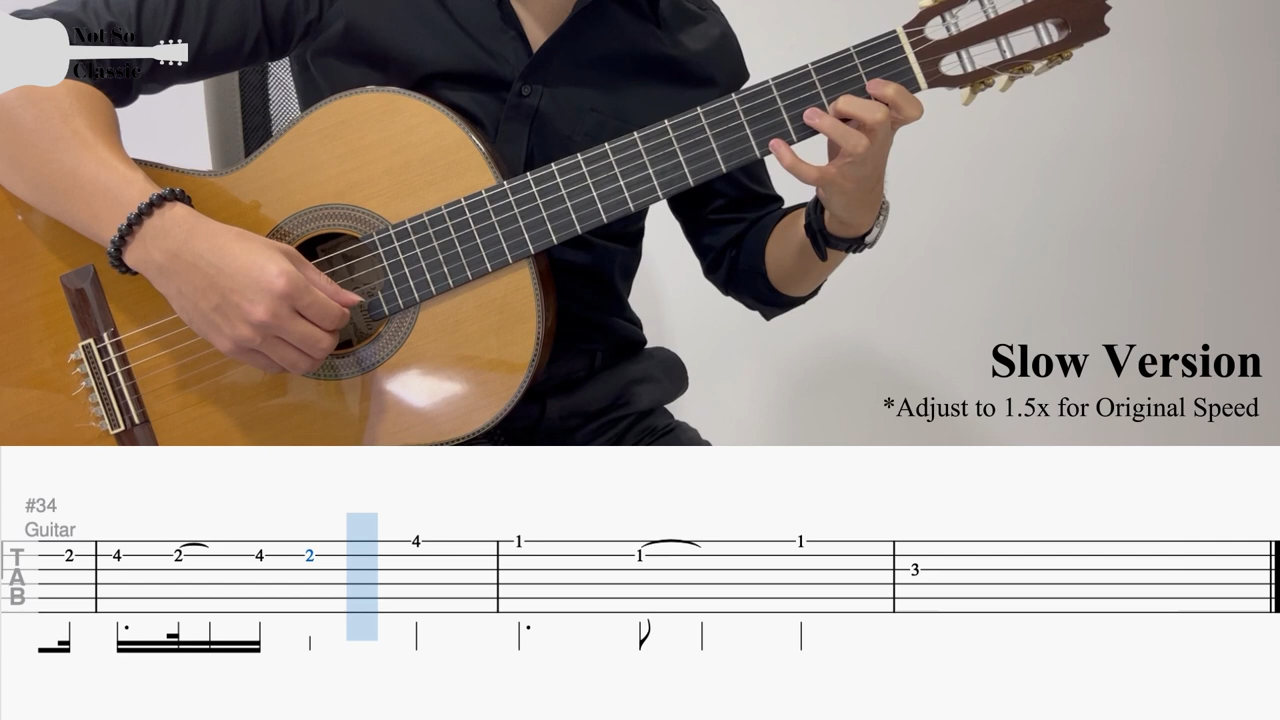 Not So
Classic
Slow Version
*Adjust to 1.5x for Original Speed
#34
Guitar
4 1 1
T 2 4 2 4 2 1
A 3
B